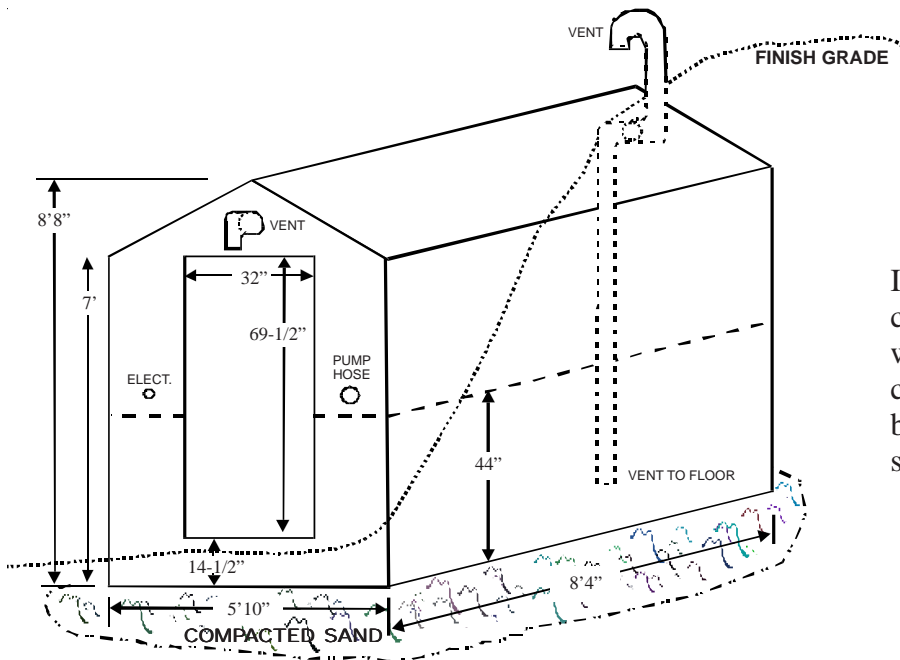 VENT
FINISH GRADE
8’8”
VENT
7’
32”
69-1/2”
ELECT.
PUMP
HOSE
44”
VENT TO FLOOR
14-1/2”
8’4”
5’10”
COMPACTED SAND